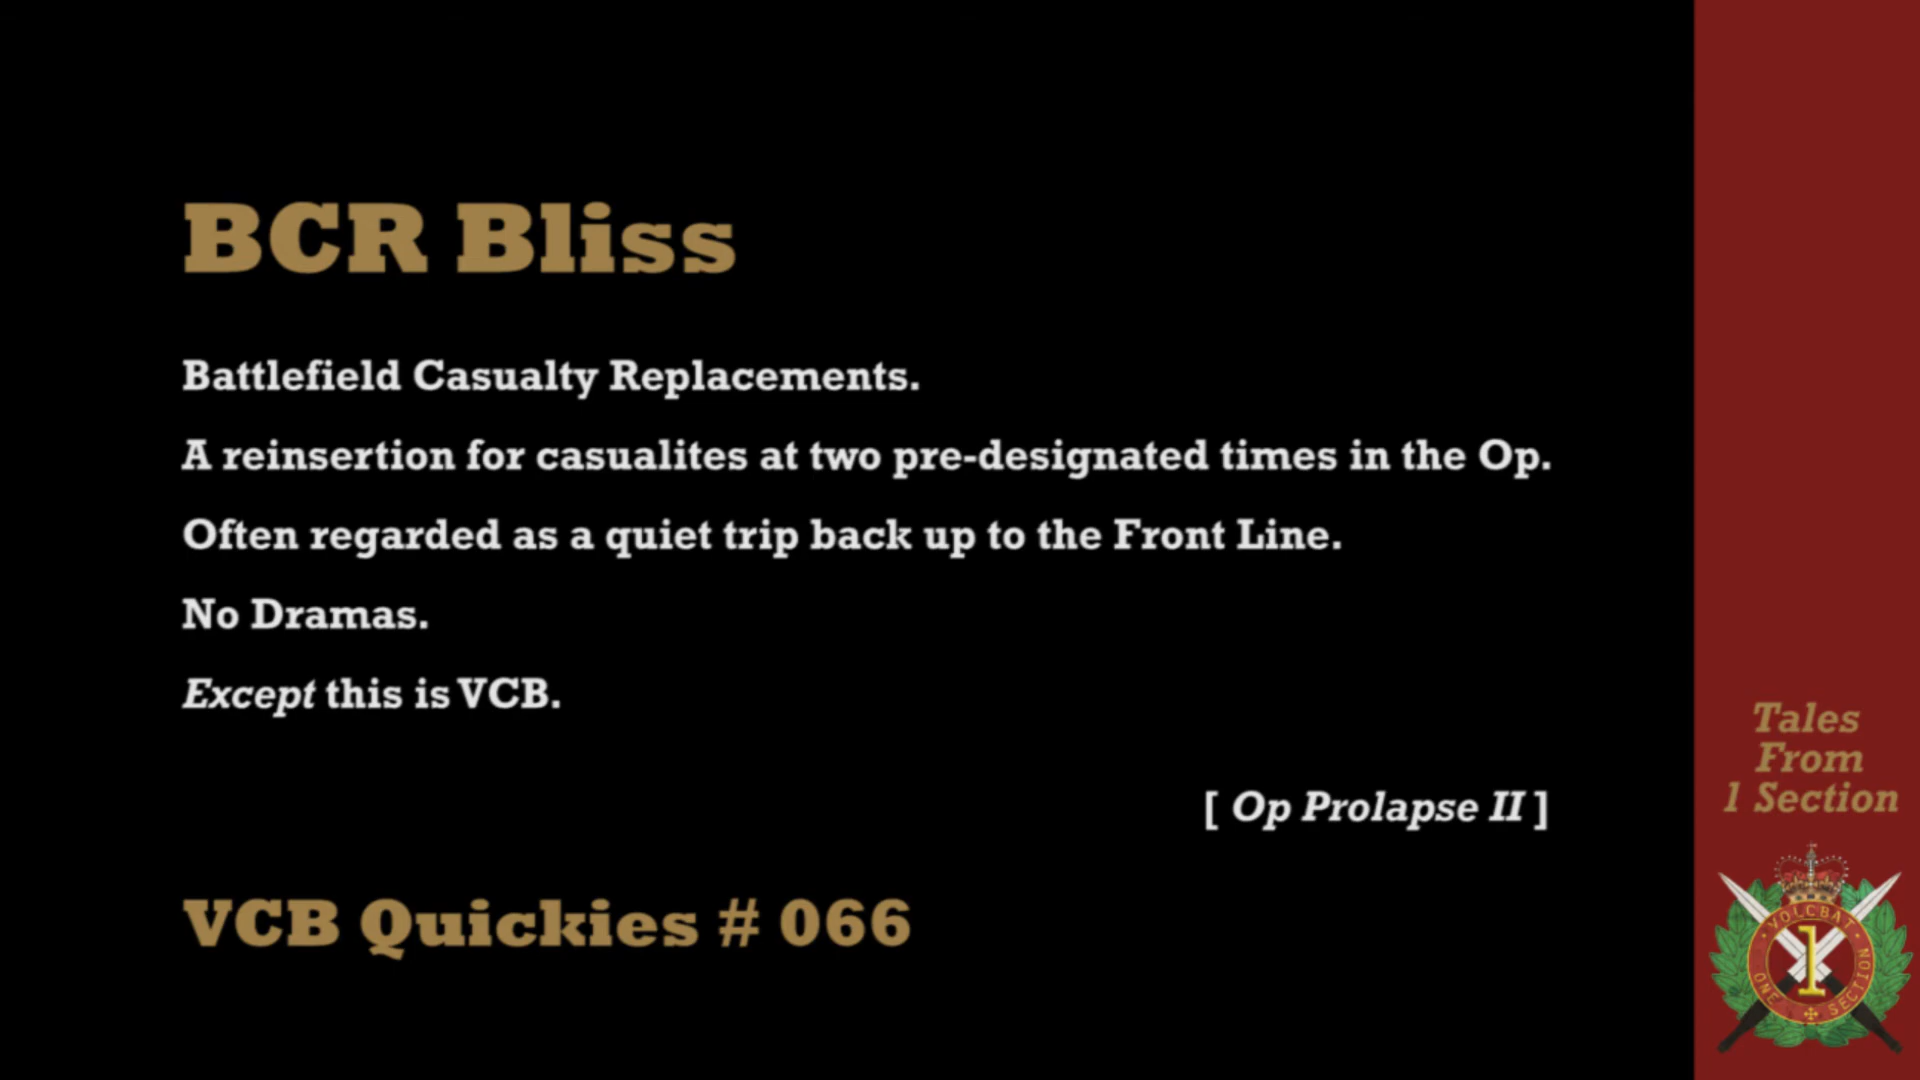 BCR Bliss
Battlefield Casualty Replacements.
A reinsertion for casualites at two pre-designated times in the Op.
Often regarded as a quiet trip back up to the Front Line.
No Dramas.
Except this is VCB.
[ Op Prolapse II ]
VCB Quickies # 066
Tales
From
1 Section
VOLCBAT
1
ONE SECTION